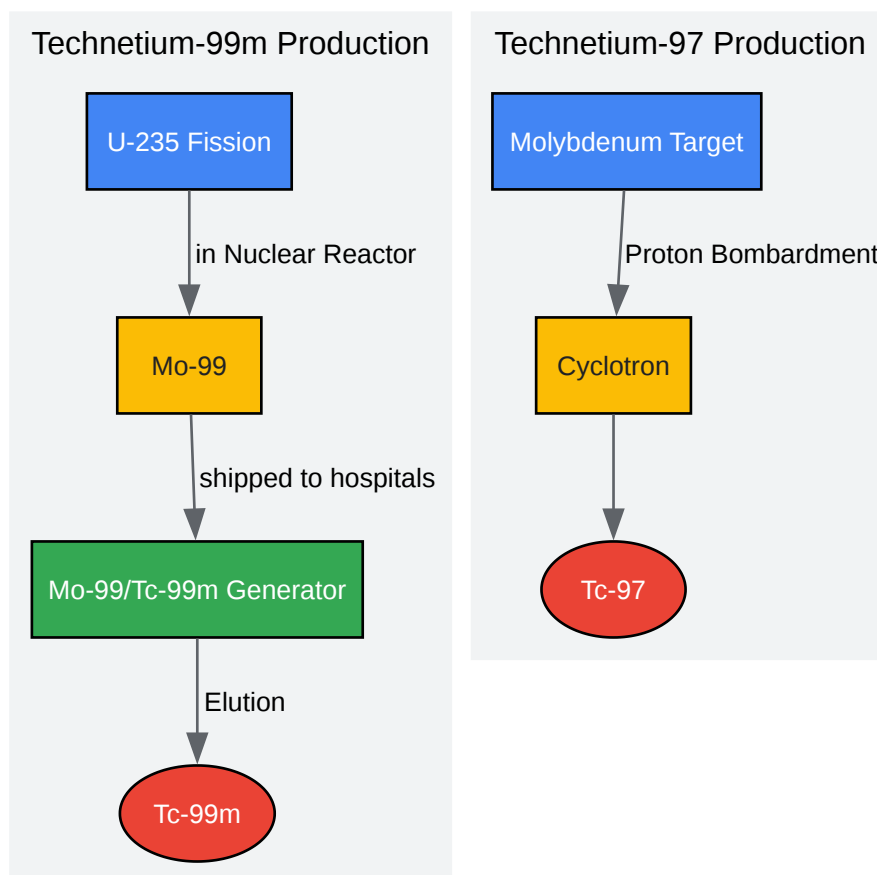 Technetium-99m Production
U-235 Fission
in Nuclear Reactor
Mo-99
shipped to hospitals
Mo-99/Tc-99m Generator
Elution
Tc-99m
Technetium-97 Production
Molybdenum Target
Proton Bombardment
Cyclotron
Tc-97